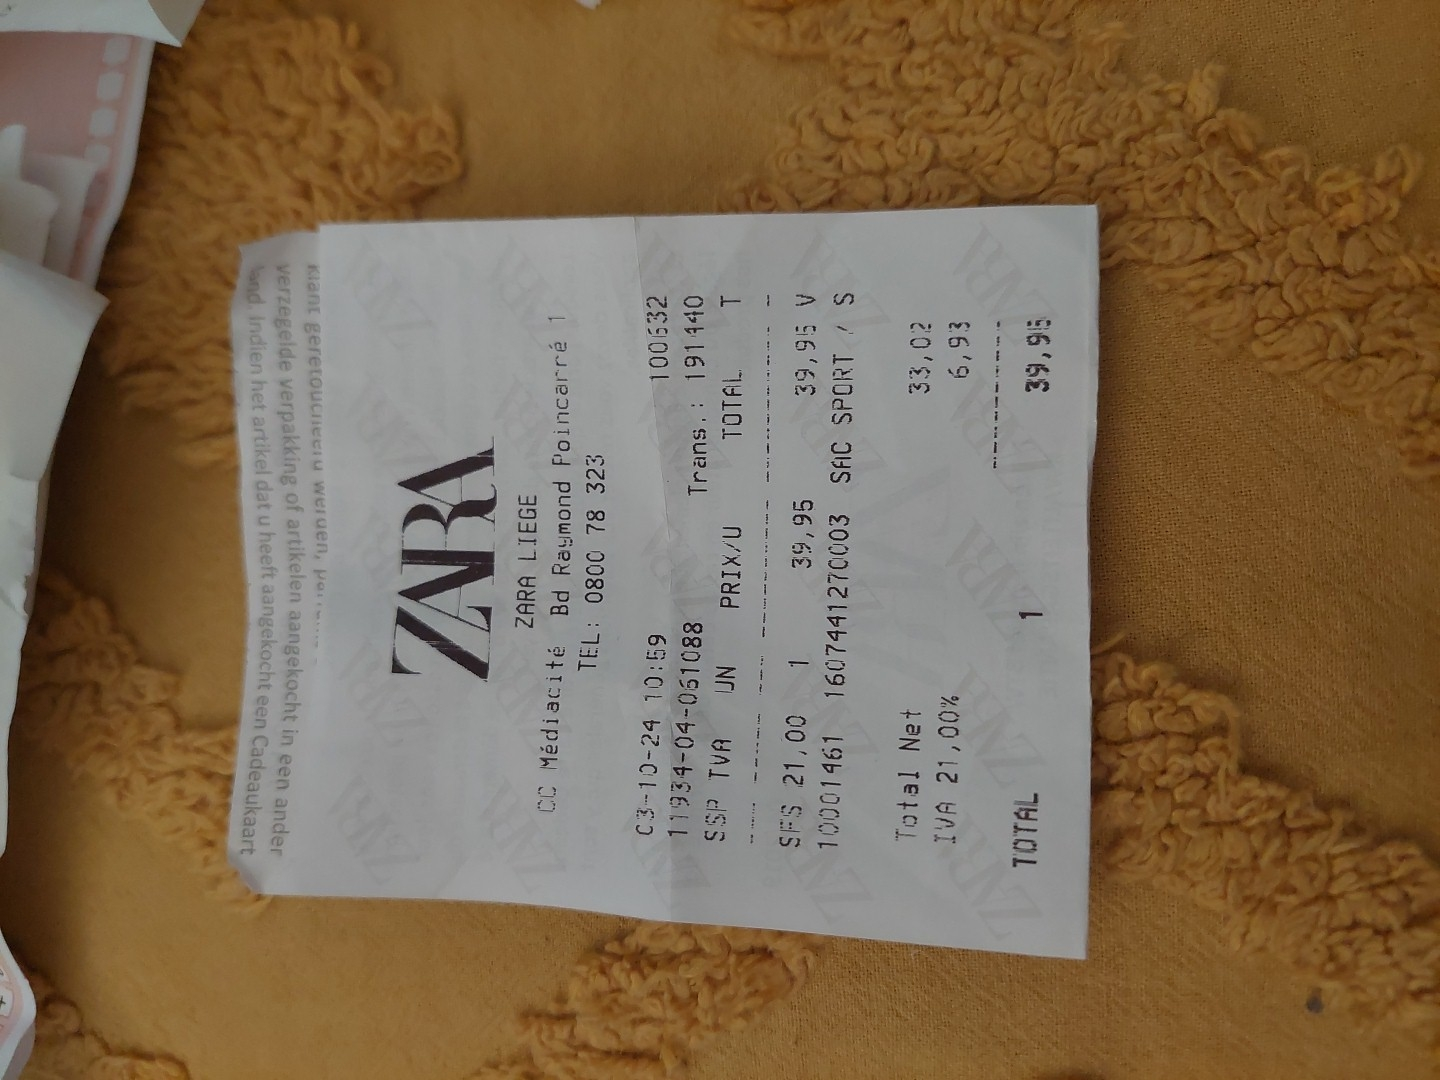 ZARA
ZARA LIEGE
CC Médiacité Bd Raymond Poincarré 1
TEL: 0800 78 323
03-10-24 10:59 100632
11934-04-061088 Trans.: 191440
SSP TVA UN PRIX/U TOTAL T
SFS 21,00 1 39,95 39,95 V
10001461 1607441270003 SAC SPORT / S
Total Net 33,02
IVA 21,00% 6,93
TOTAL 1 39,95
klant geretoucheerd werden,
verzegelde verpakking of artikelen aangekocht in een ander
land. Indien het artikel dat u heeft aangekocht een Cadeaukaart